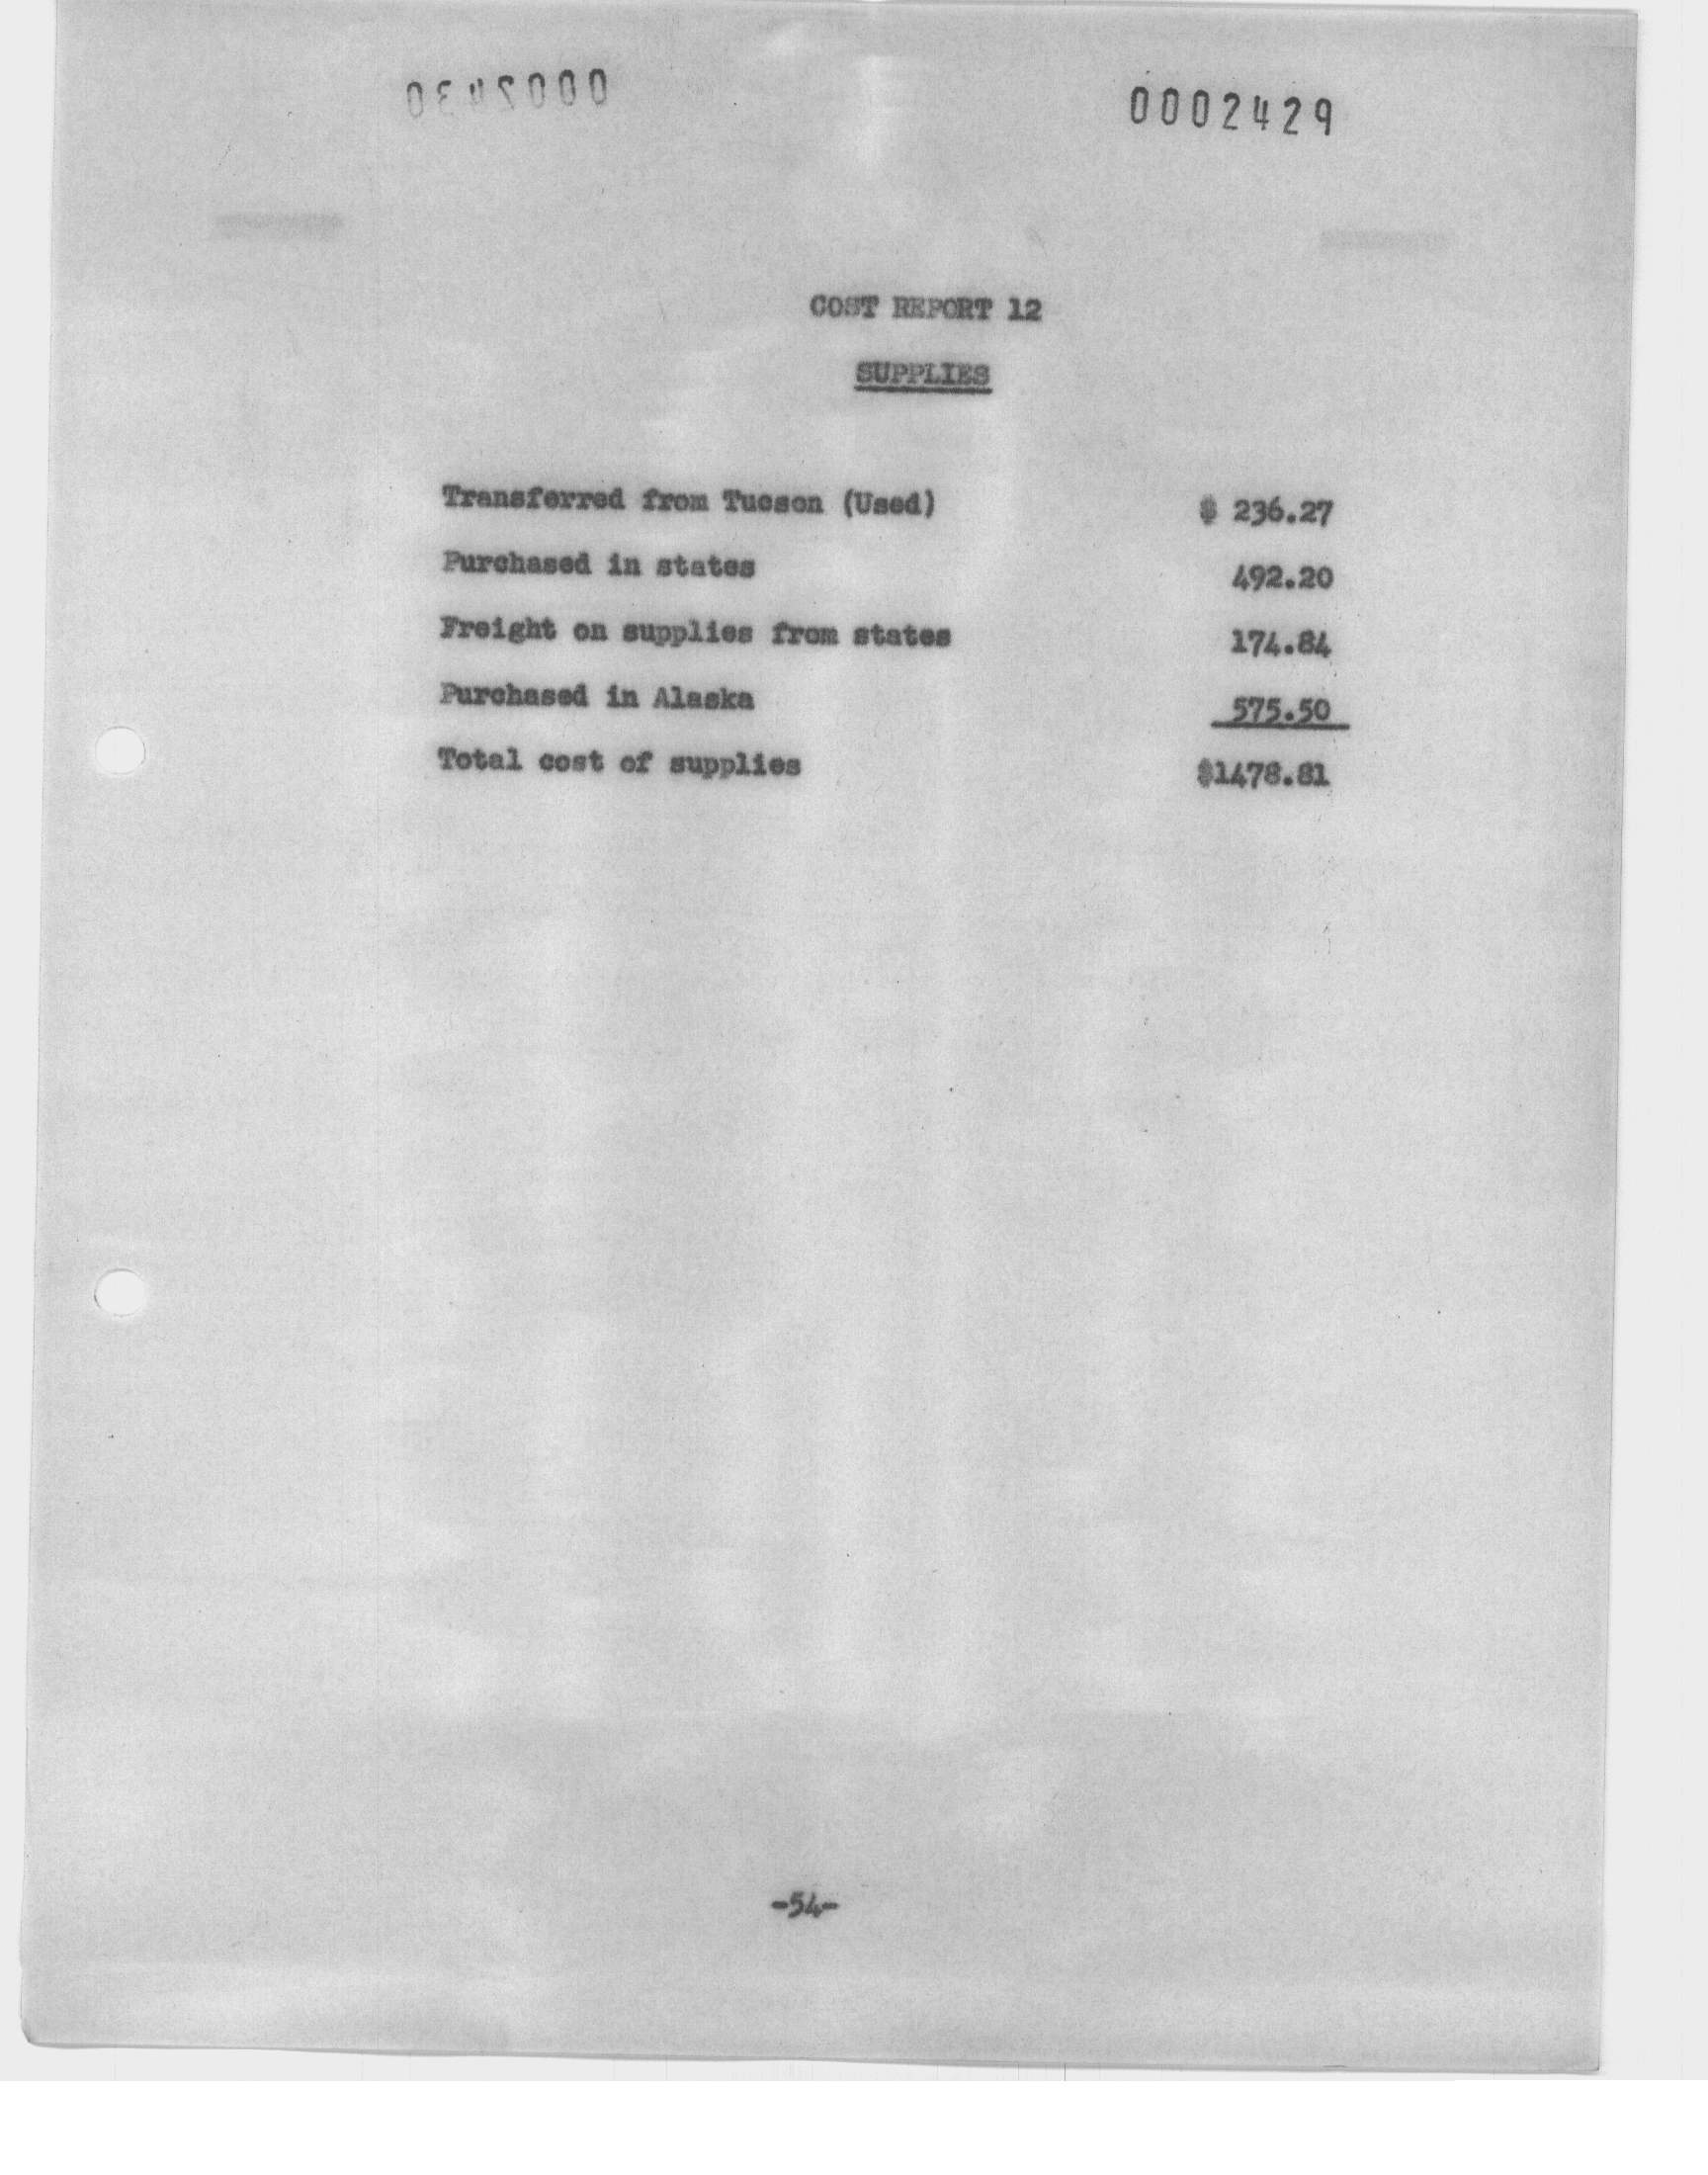 0002429
COST REPORT 12
SUPPLIES
Transferred from Tucson (Used) $ 236.27
Purchased in states 492.20
Freight on supplies from states 174.84
Purchased in Alaska 575.50
Total cost of supplies $1478.81
-54-